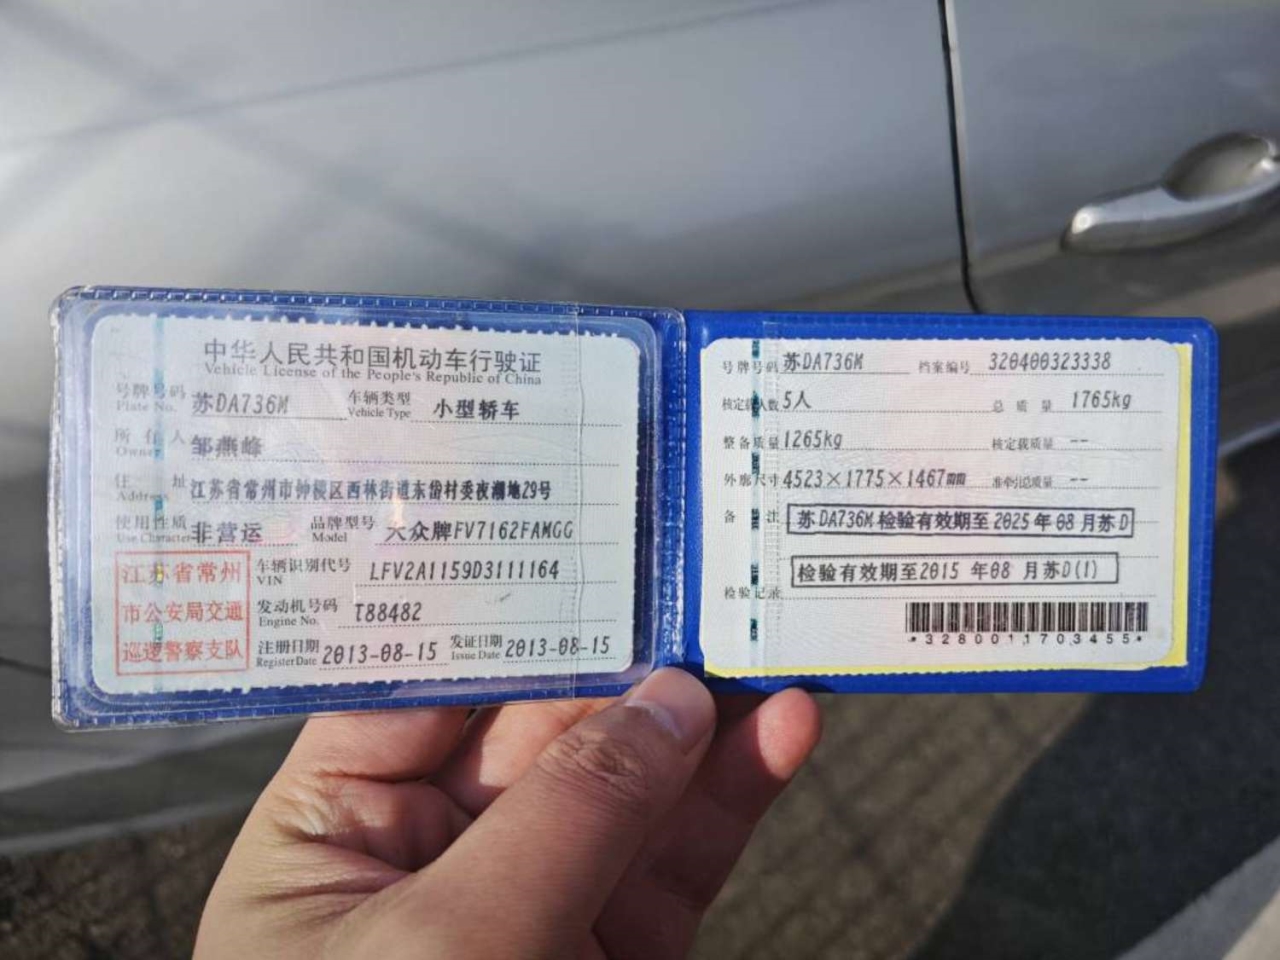 中华人民共和国机动车行驶证
Vehicle License of the People's Republic of China
号牌号码 苏DA736M 车辆类型 小型轿车
Plate No. Vehicle Type
所有人 邹燕峰
Owner
住址 江苏省常州市钟楼区西林街道东岱村委夜潮地29号
Address
使用性质 非营运 品牌型号 大众牌FV7162FAMGG
Use Character Model
江苏省常州
市公安局交通
巡逻警察支队
车辆识别代号 LFV2A1159D3111164
VIN
发动机号码 T88482
Engine No.
注册日期 2013-08-15 发证日期 2013-08-15
Register Date Issue Date
号牌号码 苏DA736M 档案编号 320400323338
核定载人数 5人 总质量 1765kg
整备质量 1265kg 核定载质量 --
外廓尺寸 4523×1775×1467mm 准牵引总质量 --
备注 苏DA736M检验有效期至2025年08月苏D
检验有效期至2015 年08 月苏D(1)
检验记录
*3280011703455*